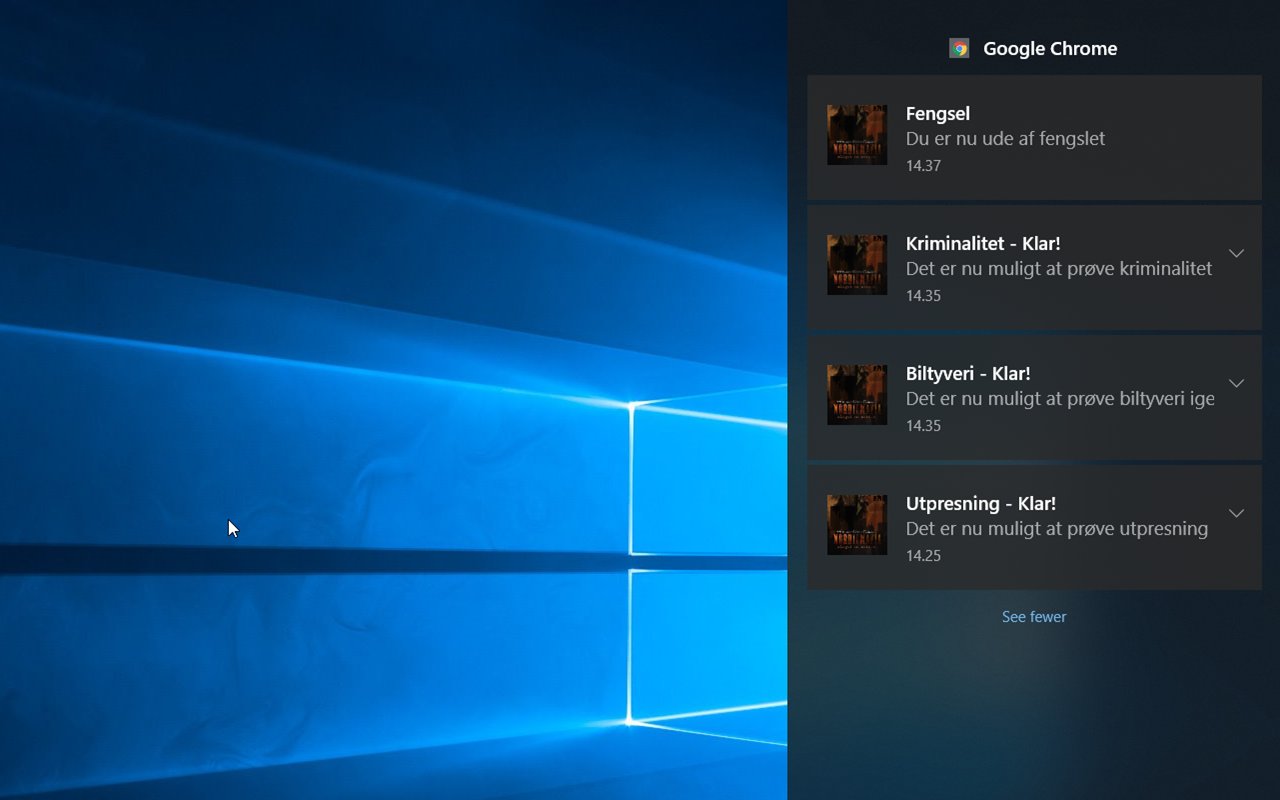 Google Chrome
Fengsel
Du er nu ude af fengslet
14.37
Kriminalitet - Klar!
Det er nu muligt at prøve kriminalitet
14.35
Biltyveri - Klar!
Det er nu muligt at prøve biltyveri ige
14.35
Utpresning - Klar!
Det er nu muligt at prøve utpresning
14.25
See fewer